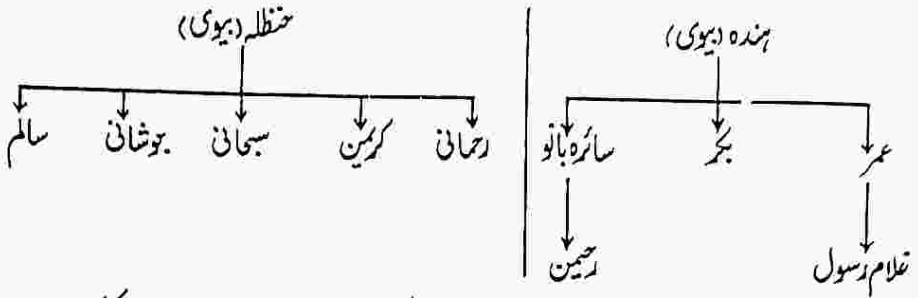 ہندہ (بیوی)
حنظلہ (بیوی)
عمر بکر سائرہ بانو
رحمانی کریمن سبحانی بوشانی سالم
غلام رسول رحیمن